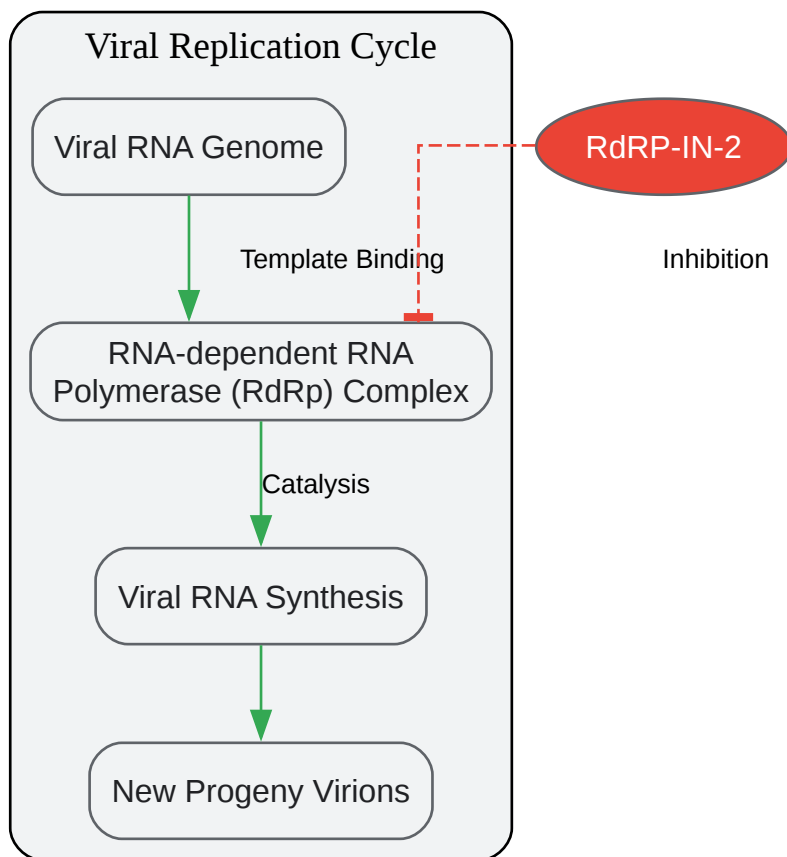 Viral Replication Cycle
Viral RNA Genome
RdRP-IN-2
Template Binding
Inhibition
RNA-dependent RNA
Polymerase (RdRp) Complex
Catalysis
Viral RNA Synthesis
New Progeny Virions